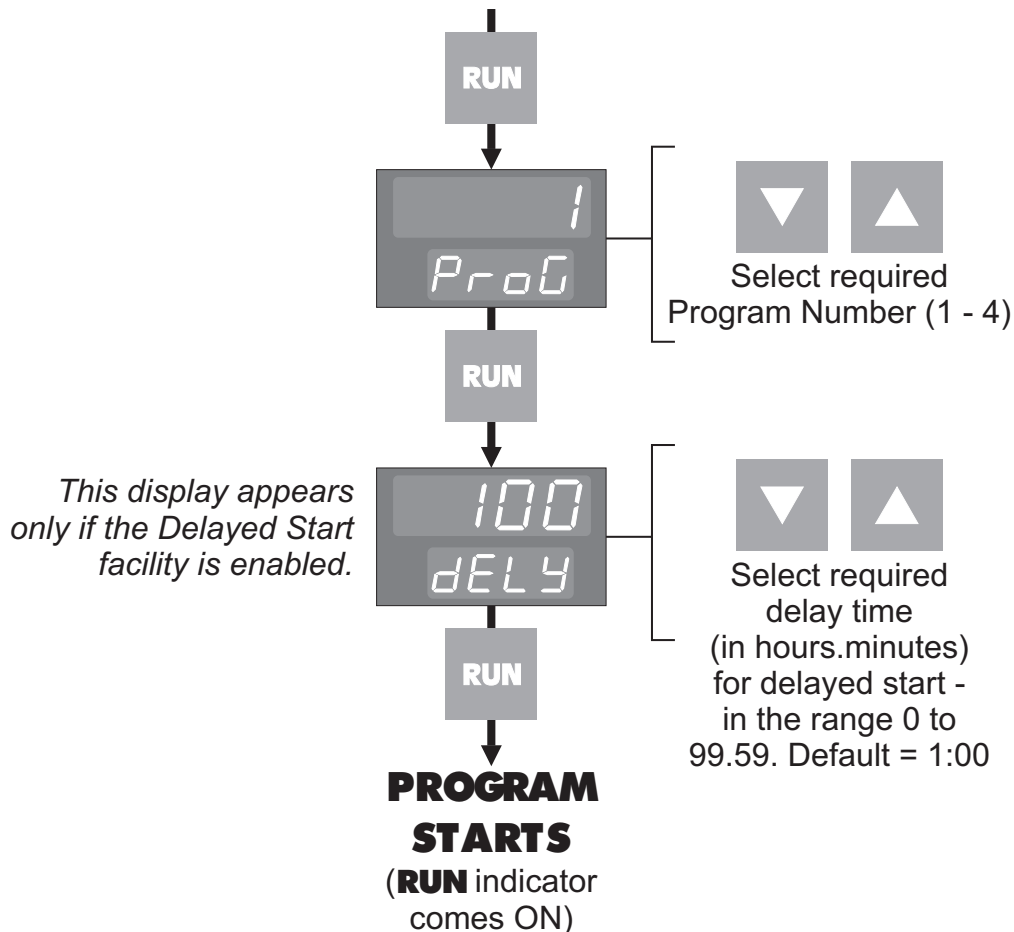 RUN
1
ProG
Select required
Program Number (1 - 4)
RUN
This display appears
only if the Delayed Start
facility is enabled.
100
dELY
Select required
delay time
(in hours.minutes)
for delayed start -
in the range 0 to
99.59. Default = 1:00
RUN
PROGRAM
STARTS
(RUN indicator
comes ON)